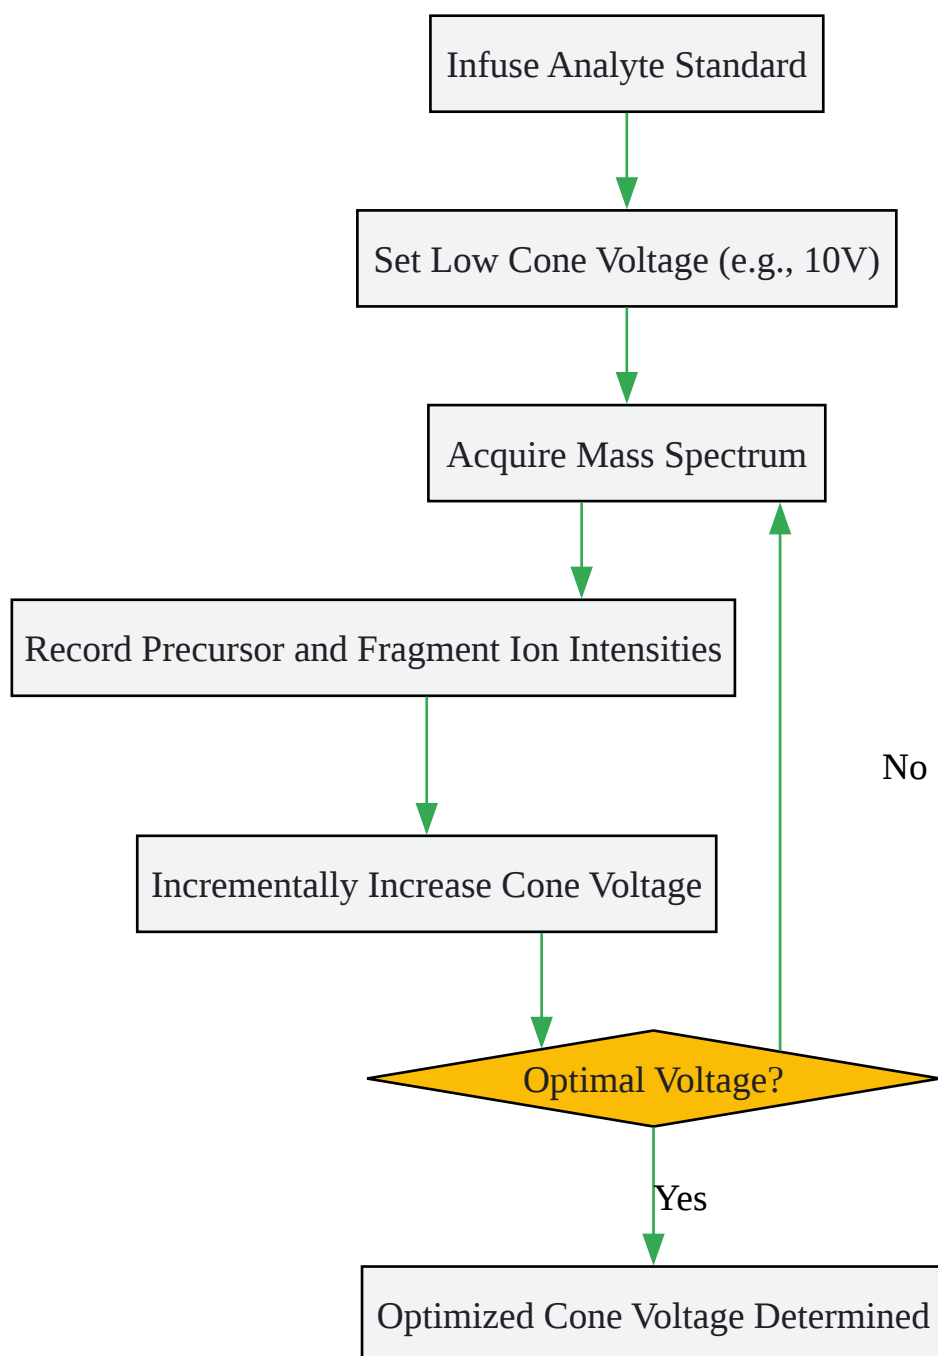 Infuse Analyte Standard
Set Low Cone Voltage (e.g., 10V)
Acquire Mass Spectrum
Record Precursor and Fragment Ion Intensities
No
Incrementally Increase Cone Voltage
Optimal Voltage?
Yes
Optimized Cone Voltage Determined